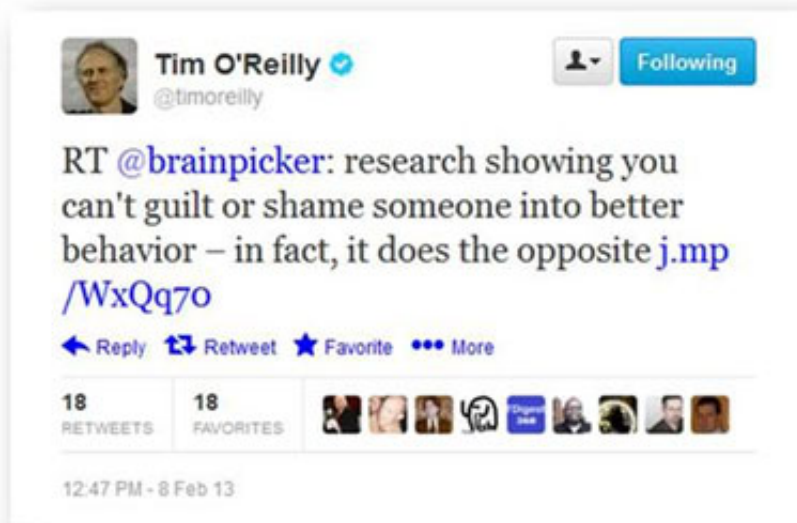 Tim O'Reilly
@timoreilly
Following
RT @brainpicker: research showing you
can't guilt or shame someone into better
behavior – in fact, it does the opposite j.mp
/WxQq7o
Reply Retweet Favorite More
18 18
RETWEETS FAVORITES
12:47 PM - 8 Feb 13